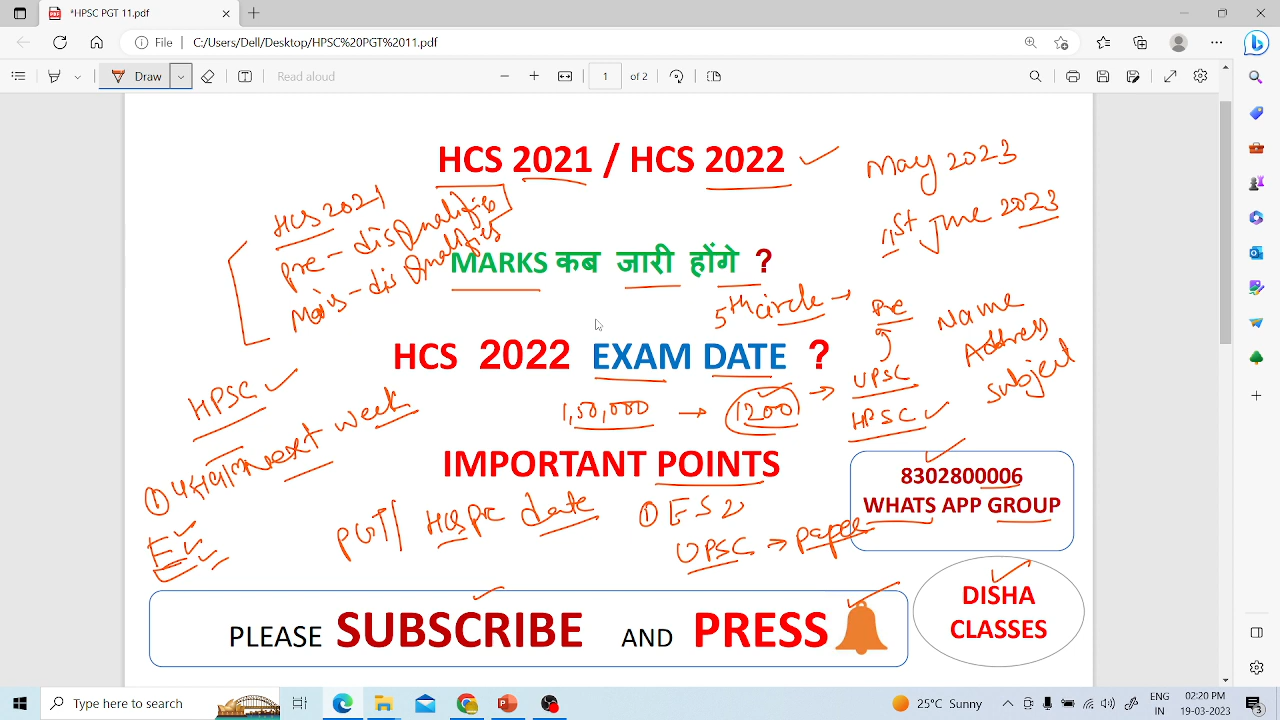 *HPSC PGT 11.pdf
File C:/Users/Dell/Desktop/HPSC%20PGT%2011.pdf
Draw Read aloud 1 of 2
HCS 2021 / HCS 2022
May 2023
1st June 2023
HCS 2021
Pre - disqualified
Mains - disqualifies
MARKS कब जारी होंगे ?
5th circle → Pre
Name
Address
subject
HCS 2022 EXAM DATE ?
HPSC
1,50,000 → 1200 → UPSC
HPSC
next week
IMPORTANT POINTS
8302800006
WHATS APP GROUP
PGT/ HCS pre date
UPSC → paper
DISHA
CLASSES
PLEASE SUBSCRIBE AND PRESS
Type here to search
25°C Sunny
ENG
IN
02:20 PM
19-03-2023
3